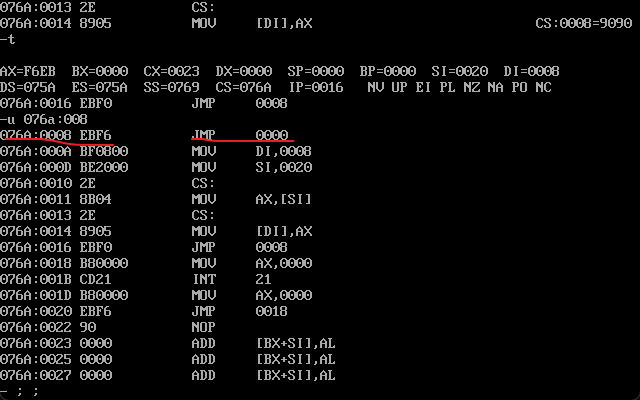 076A:0013 2E CS:
076A:0014 8905 MOV [DI],AX CS:0008=9090
-t
AX=F6EB BX=0000 CX=0023 DX=0000 SP=0000 BP=0000 SI=0020 DI=0008
DS=075A ES=075A SS=0769 CS=076A IP=0016 NV UP EI PL NZ NA PO NC
076A:0016 EBF0 JMP 0008
-u 076a:008
076A:0008 EBF6 JMP 0000
076A:000A BF0800 MOV DI,0008
076A:000D BE2000 MOV SI,0020
076A:0010 2E CS:
076A:0011 8B04 MOV AX,[SI]
076A:0013 2E CS:
076A:0014 8905 MOV [DI],AX
076A:0016 EBF0 JMP 0008
076A:0018 B80000 MOV AX,0000
076A:001B CD21 INT 21
076A:001D B80000 MOV AX,0000
076A:0020 EBF6 JMP 0018
076A:0022 90 NOP
076A:0023 0000 ADD [BX+SI],AL
076A:0025 0000 ADD [BX+SI],AL
076A:0027 0000 ADD [BX+SI],AL
- ; ;